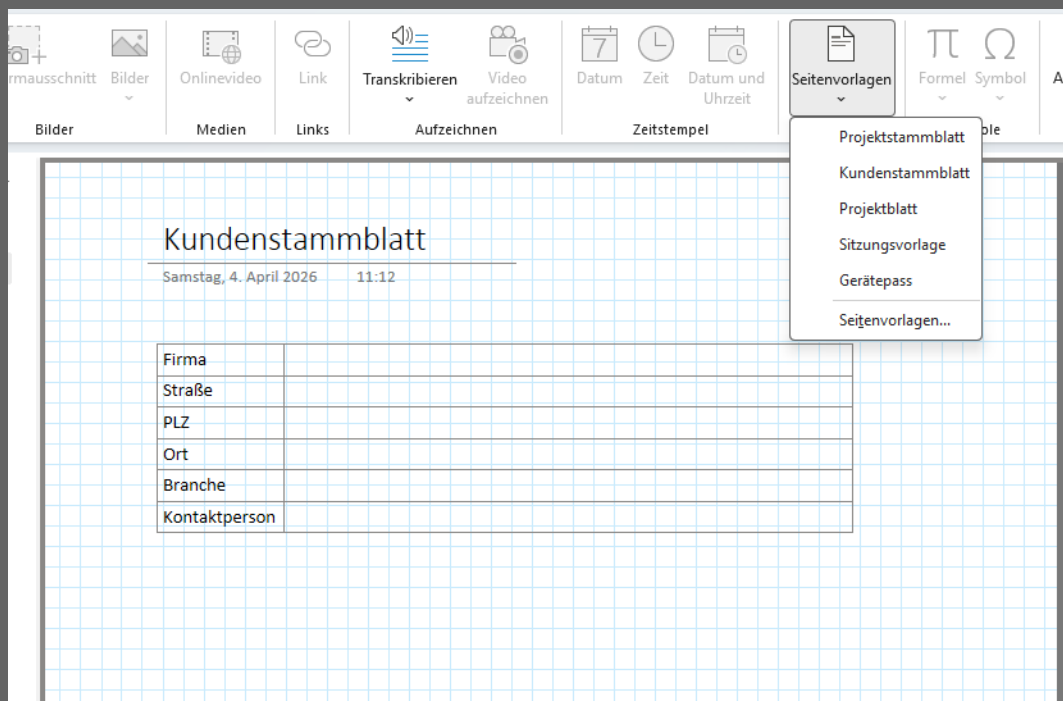 Bilder
Onlinevideo
Link
Transkribieren
Video
aufzeichnen
7
Datum
Zeit
Datum und
Uhrzeit
Seitenvorlagen
π
Formel
Ω
Symbol
Bilder
Medien
Links
Aufzeichnen
Zeitstempel
Projektstammblatt
Kundenstammblatt
Projektblatt
Sitzungsvorlage
Gerätepass
Seitenvorlagen...
Kundenstammblatt
Samstag, 4. April 2026 11:12
Firma
Straße
PLZ
Ort
Branche
Kontaktperson